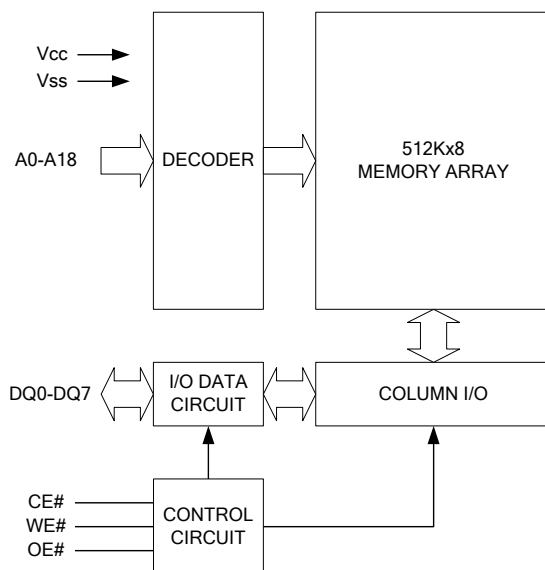 Vcc
Vss
A0-A18
DECODER
512Kx8
MEMORY ARRAY
DQ0-DQ7
I/O DATA
CIRCUIT
COLUMN I/O
CE#
WE#
OE#
CONTROL
CIRCUIT